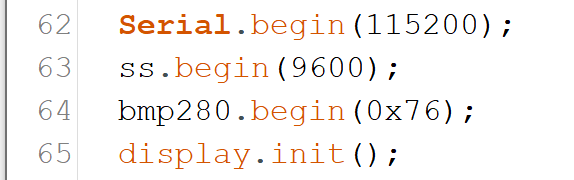 62 Serial.begin(115200);
63 ss.begin(9600);
64 bmp280.begin(0x76);
65 display.init();